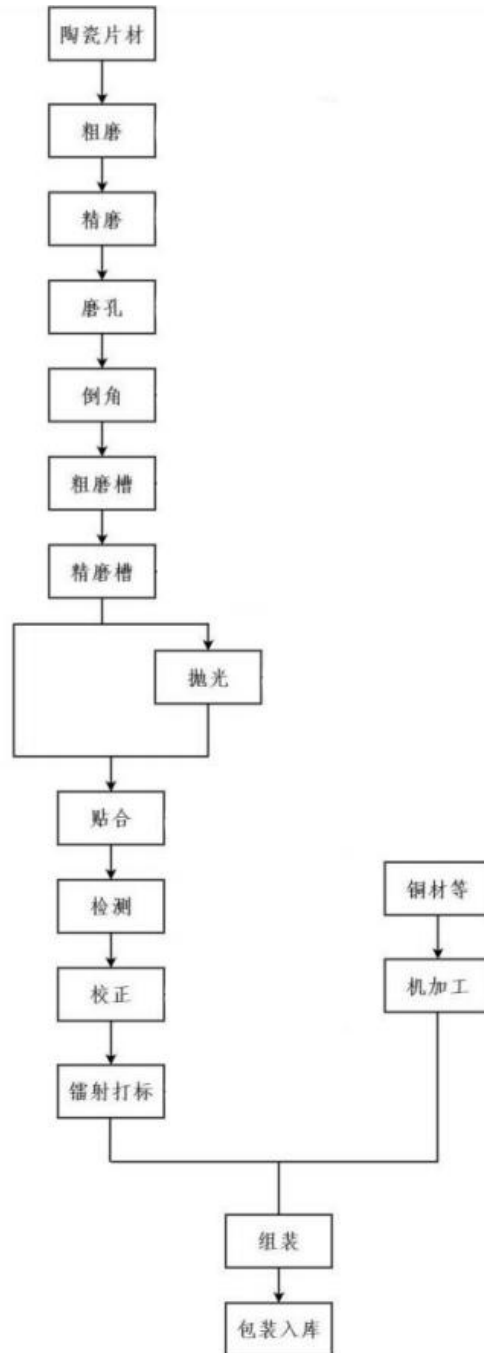 陶瓷片材
粗磨
精磨
磨孔
倒角
粗磨槽
精磨槽
抛光
贴合
检测
校正
镭射打标
铜材等
机加工
组装
包装入库